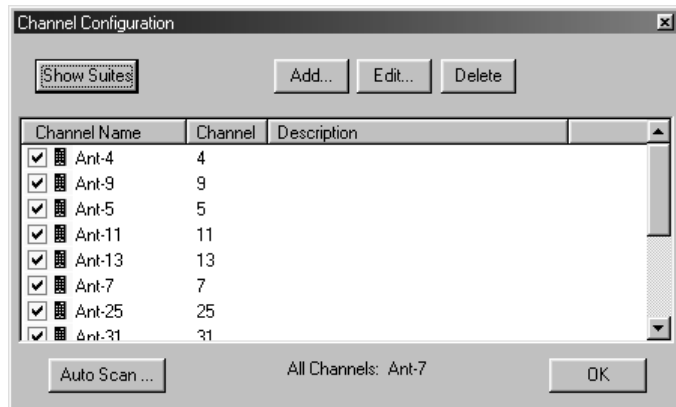 Channel Configuration
Show Suites Add... Edit... Delete
Channel Name Channel Description
Ant-4 4
Ant-9 9
Ant-5 5
Ant-11 11
Ant-13 13
Ant-7 7
Ant-25 25
Ant-31 31
Auto Scan ... All Channels: Ant-7 OK